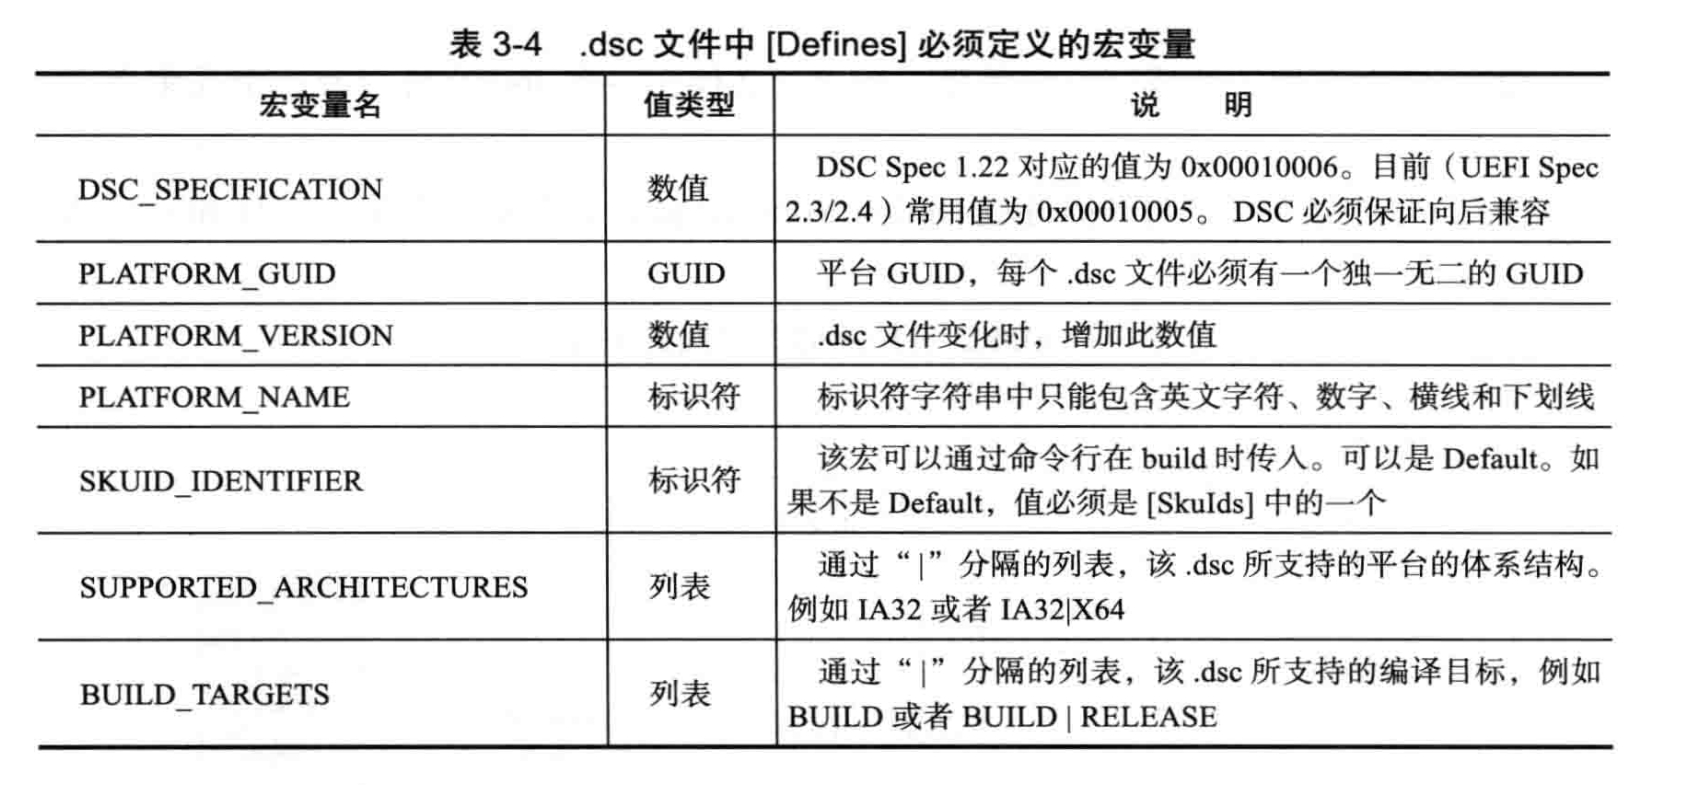 表 3-4 .dsc 文件中 [Defines] 必须定义的宏变量
宏变量名 值类型 说 明
DSC_SPECIFICATION 数值 DSC Spec 1.22 对应的值为 0x00010006。目前（UEFI Spec
2.3/2.4）常用值为 0x00010005。 DSC 必须保证向后兼容
PLATFORM_GUID GUID 平台 GUID，每个 .dsc 文件必须有一个独一无二的 GUID
PLATFORM_VERSION 数值 .dsc 文件变化时，增加此数值
PLATFORM_NAME 标识符 标识符字符串中只能包含英文字符、数字、横线和下划线
SKUID_IDENTIFIER 标识符 该宏可以通过命令行在 build 时传入。可以是 Default。如
果不是 Default，值必须是 [SkuIds] 中的一个
SUPPORTED_ARCHITECTURES 列表 通过“|”分隔的列表，该 .dsc 所支持的平台的体系结构。
例如 IA32 或者 IA32|X64
BUILD_TARGETS 列表 通过“|”分隔的列表，该 .dsc 所支持的编译目标，例如
BUILD 或者 BUILD | RELEASE